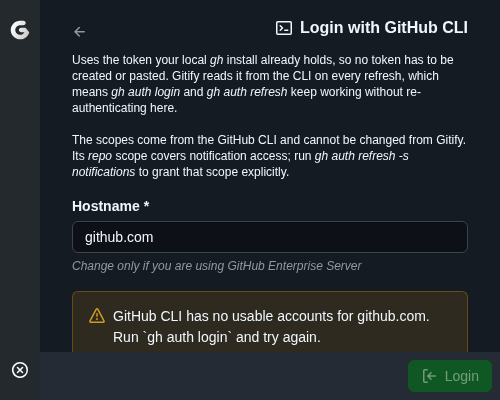 Login with GitHub CLI
Uses the token your local gh install already holds, so no token has to be
created or pasted. Gitify reads it from the CLI on every refresh, which
means gh auth login and gh auth refresh keep working without re-
authenticating here.
The scopes come from the GitHub CLI and cannot be changed from Gitify.
Its repo scope covers notification access; run gh auth refresh -s
notifications to grant that scope explicitly.
Hostname *
github.com
Change only if you are using GitHub Enterprise Server
GitHub CLI has no usable accounts for github.com.
Run `gh auth login` and try again.
Login